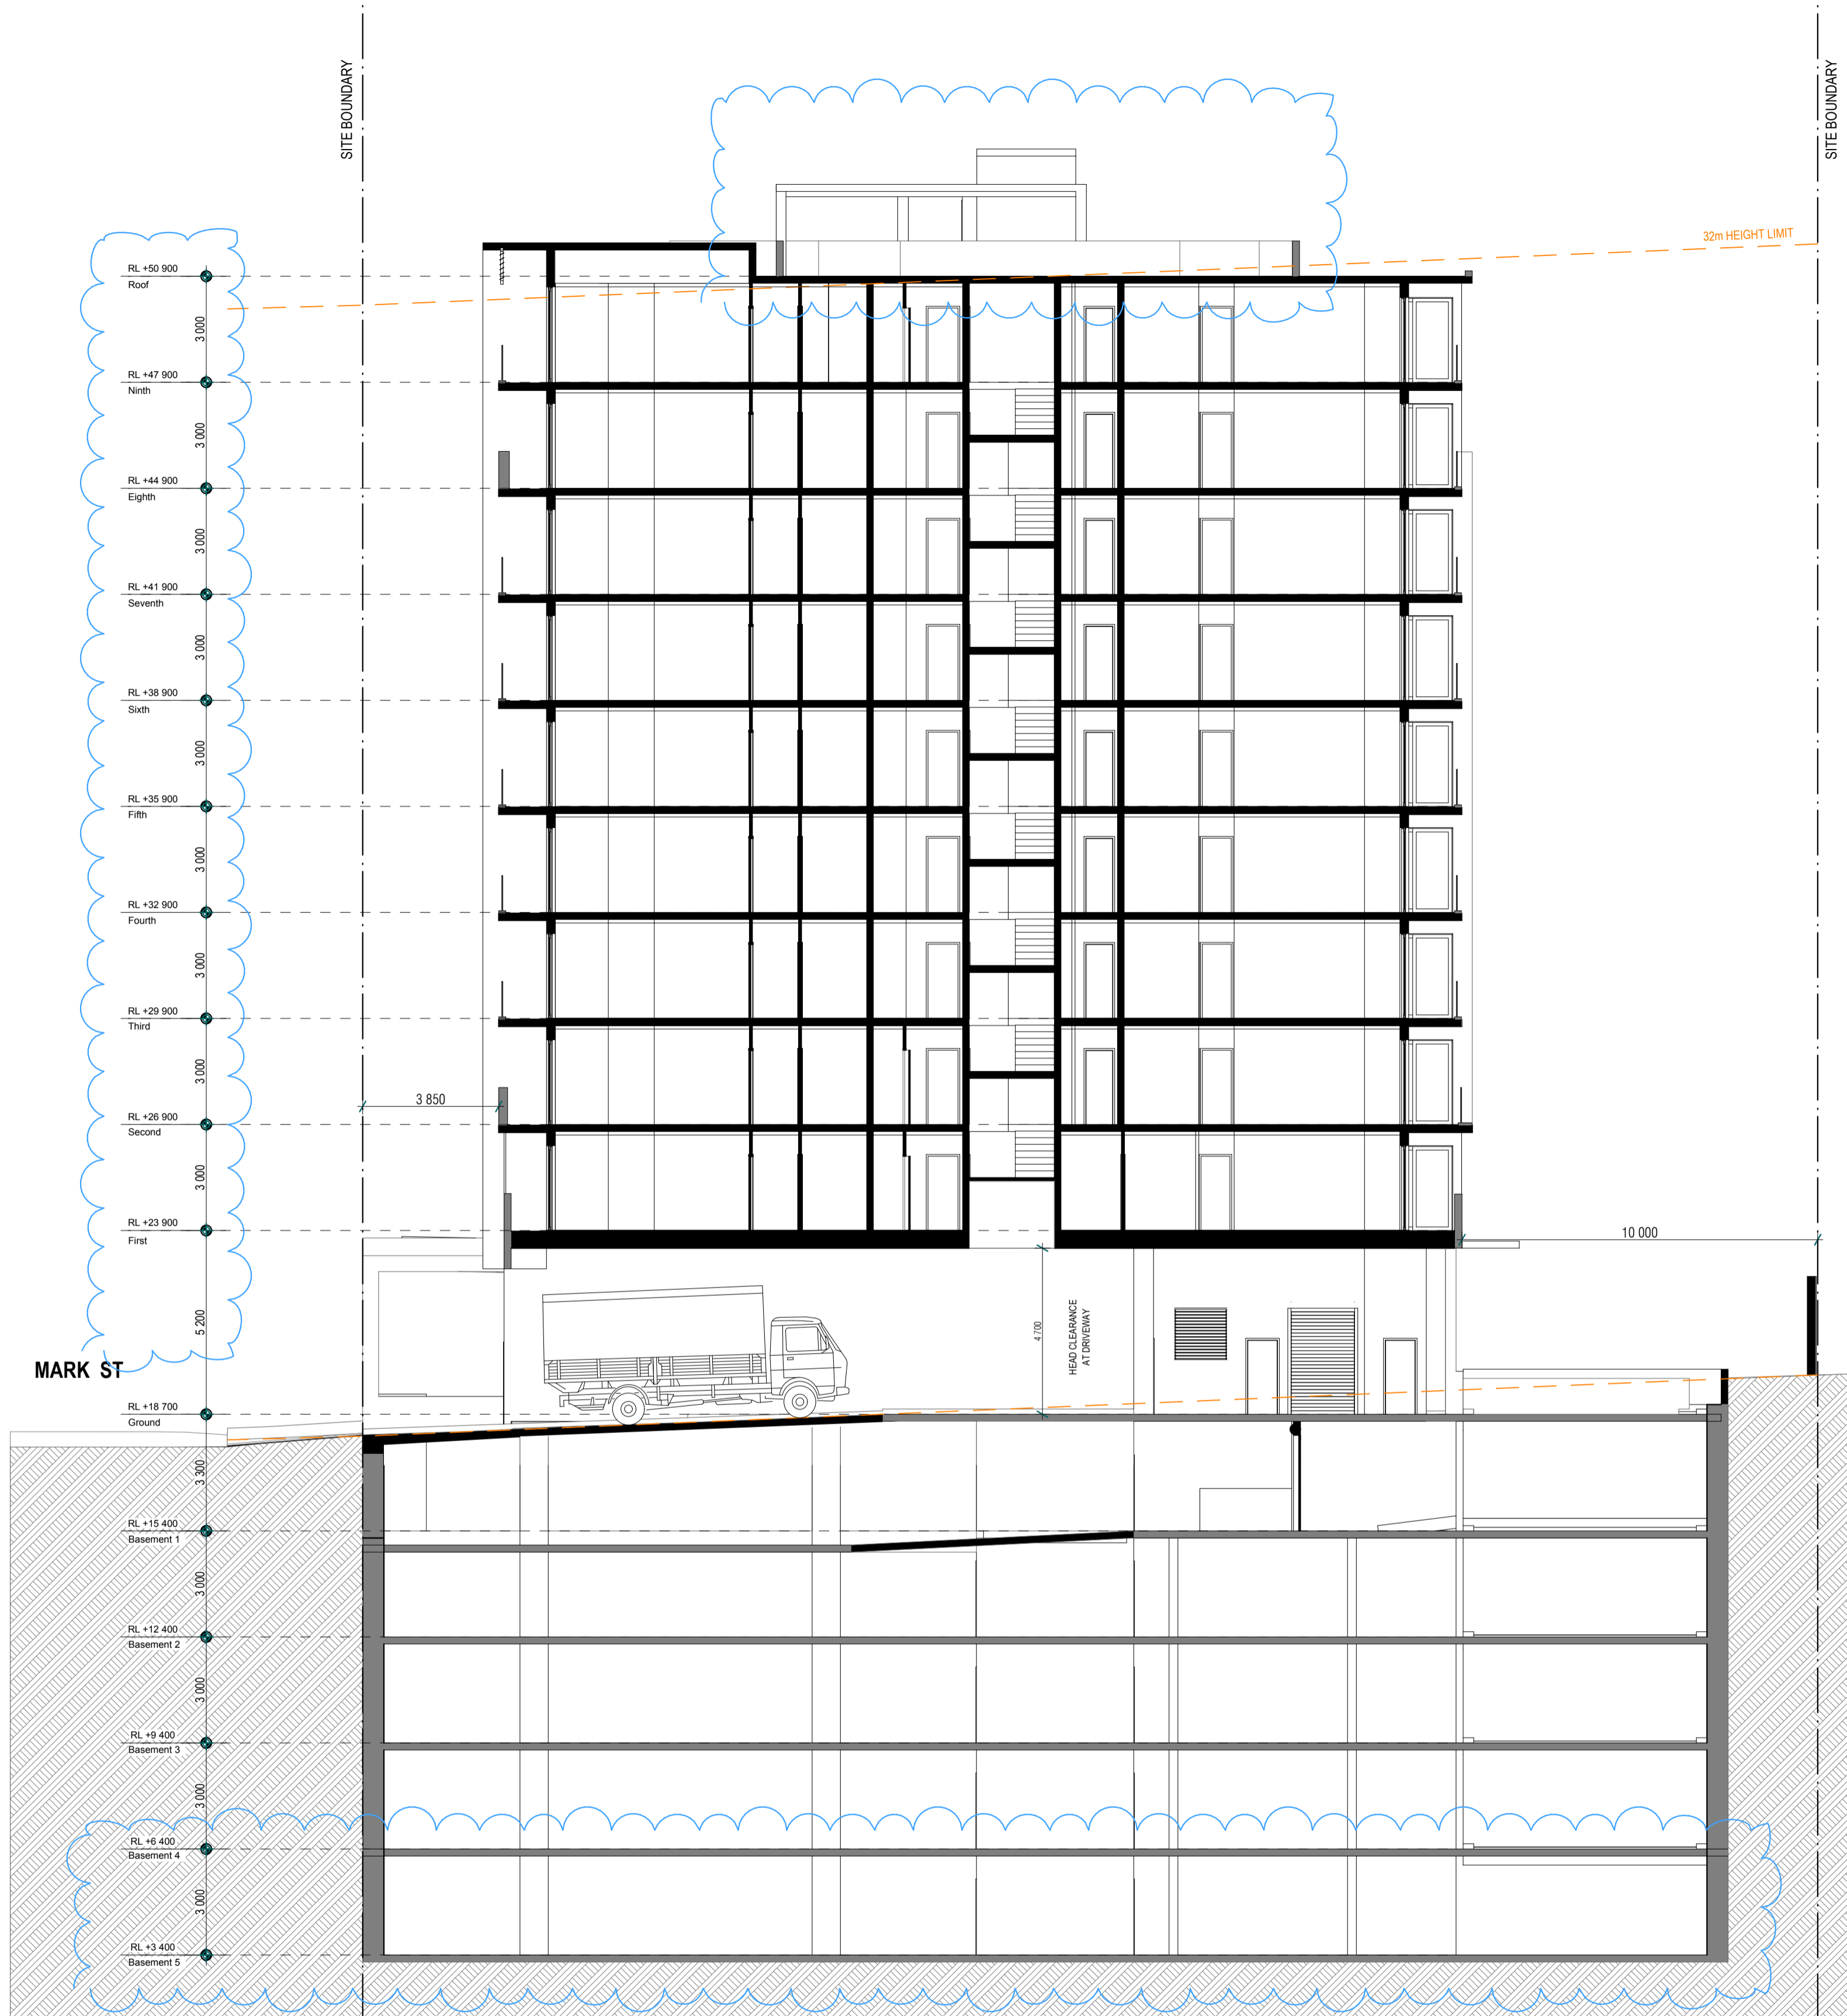 SITE BOUNDARY
SITE BOUNDARY
32m HEIGHT LIMIT
RL +50 900
Roof
3 000
RL +47 900
Ninth
3 000
RL +44 900
Eighth
3 000
RL +41 900
Seventh
3 000
RL +38 900
Sixth
3 000
RL +35 900
Fifth
3 000
RL +32 900
Fourth
3 000
RL +29 900
Third
3 000
3 850
RL +26 900
Second
3 000
RL +23 900
First
10 000
5 200
4 700
HEAD CLEARANCE
AT DRIVEWAY
MARK ST
RL +18 700
Ground
3 300
RL +15 400
Basement 1
3 000
RL +12 400
Basement 2
3 000
RL +9 400
Basement 3
3 000
RL +6 400
Basement 4
3 000
RL +3 400
Basement 5